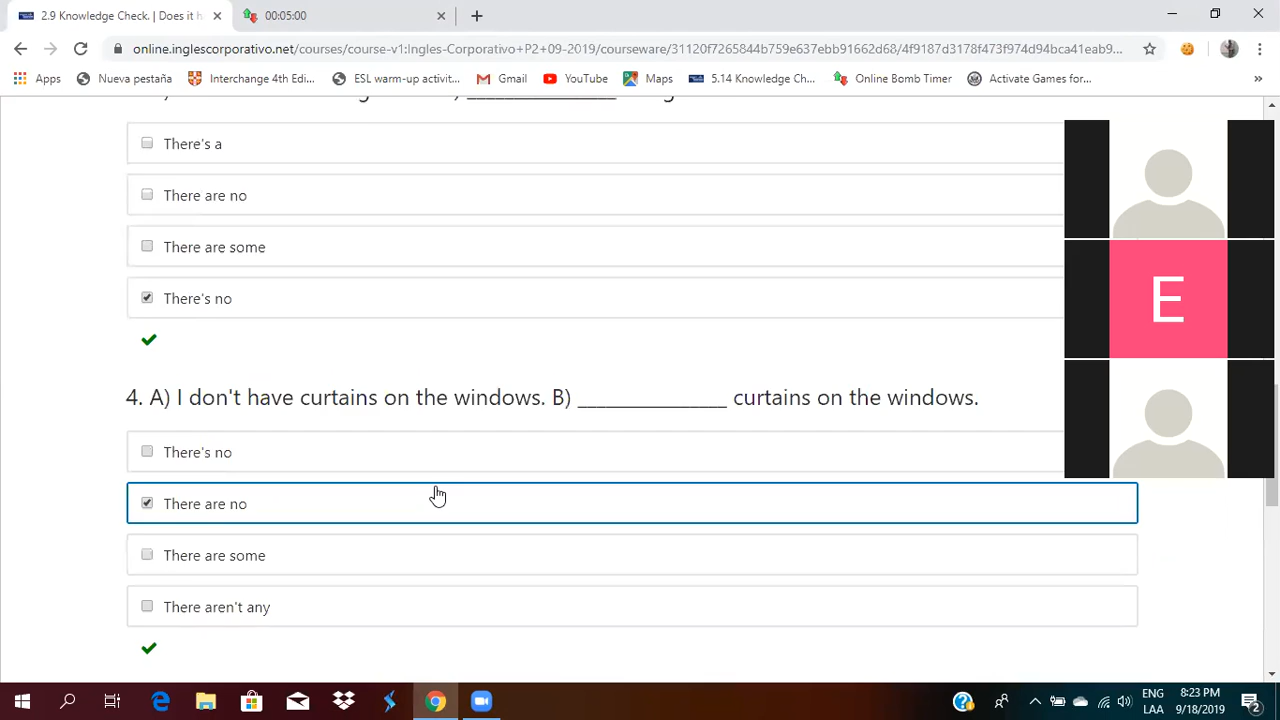 2.9 Knowledge Check. | Does it h
00:05:00
online.inglescorporativo.net/courses/course-v1:Ingles-Corporativo+P2+09-2019/courseware/31120f7265844b759e637ebb91662d68/4f9187d3178f473f974d94bca41eab9...
Apps
Nueva pestaña
Interchange 4th Edi...
ESL warm-up activit...
Gmail
YouTube
Maps
5.14 Knowledge Ch...
Online Bomb Timer
Activate Games for...
»
There's a
There are no
There are some
There's no
4. A) I don't have curtains on the windows. B) _______________ curtains on the windows.
There's no
There are no
There are some
There aren't any
E
ENG
LAA
8:23 PM
9/18/2019
2